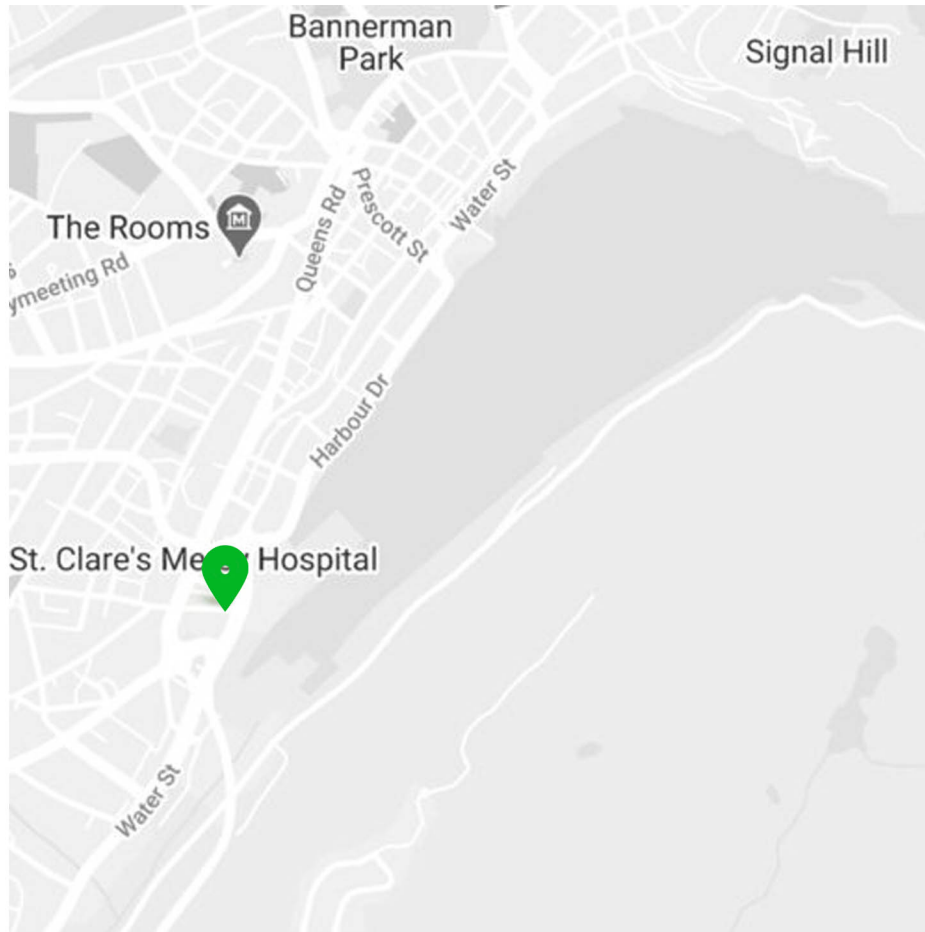 Bannerman
Park
Signal Hill
Prescott St
Water St
The Rooms
Queens Rd
ymeeting Rd
Harbour Dr
St. Clare's Mercy Hospital
Water St